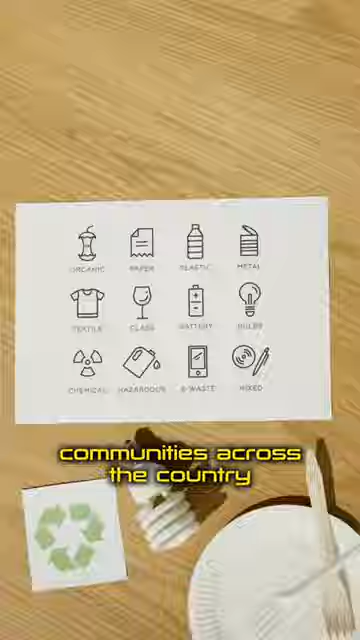 ORGANIC PAPER PLASTIC METAL
TEXTILE GLASS BATTERY BULBS
CHEMICAL HAZARDOUS E-WASTE MIXED
communities across
the country